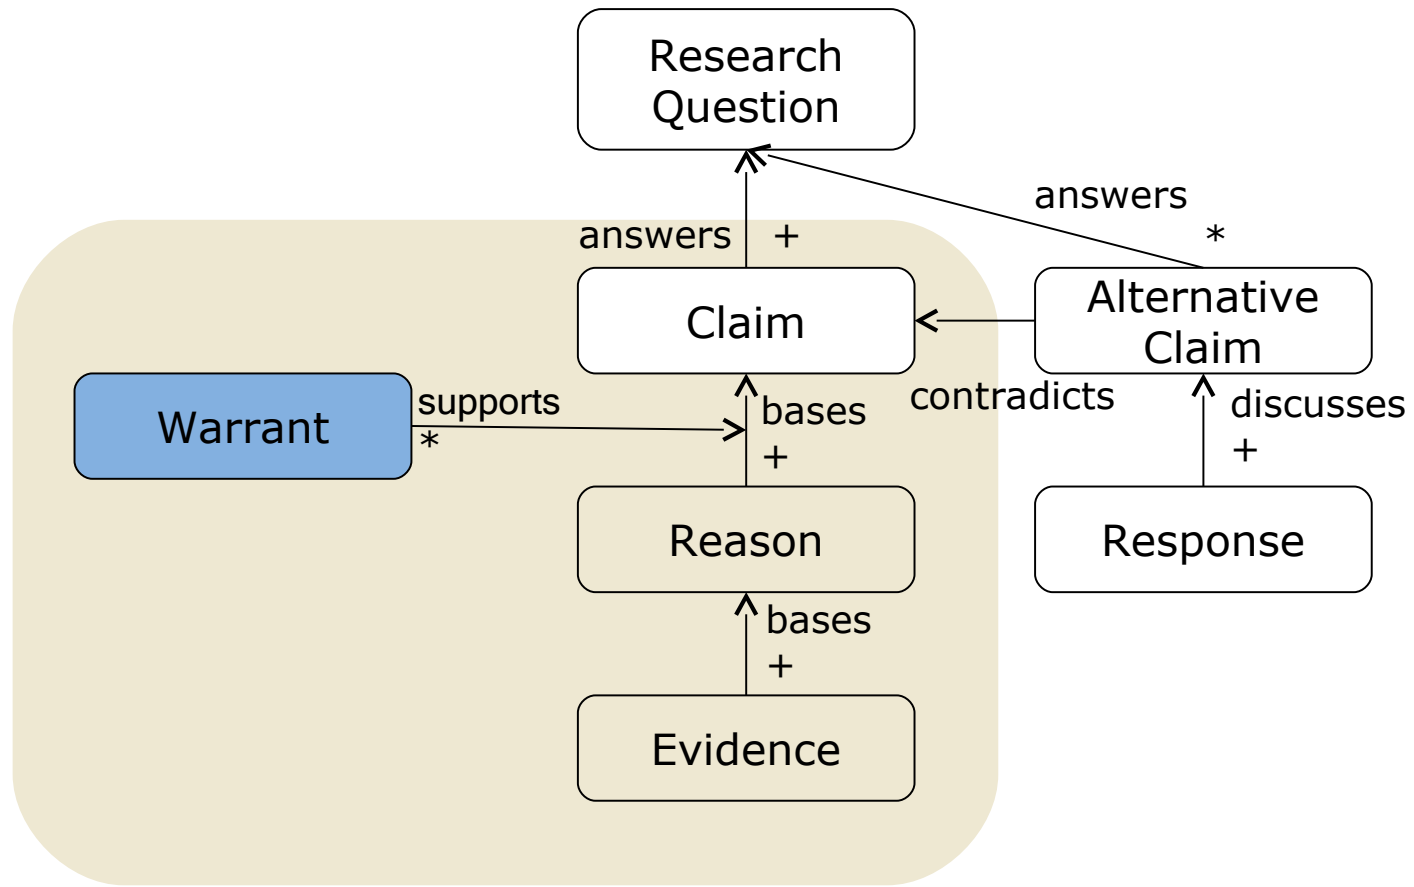 Research
Question
answers
*
answers +
Claim
Alternative
Claim
Warrant
supports
*
bases
+
contradicts
discusses
+
Reason
Response
bases
+
Evidence